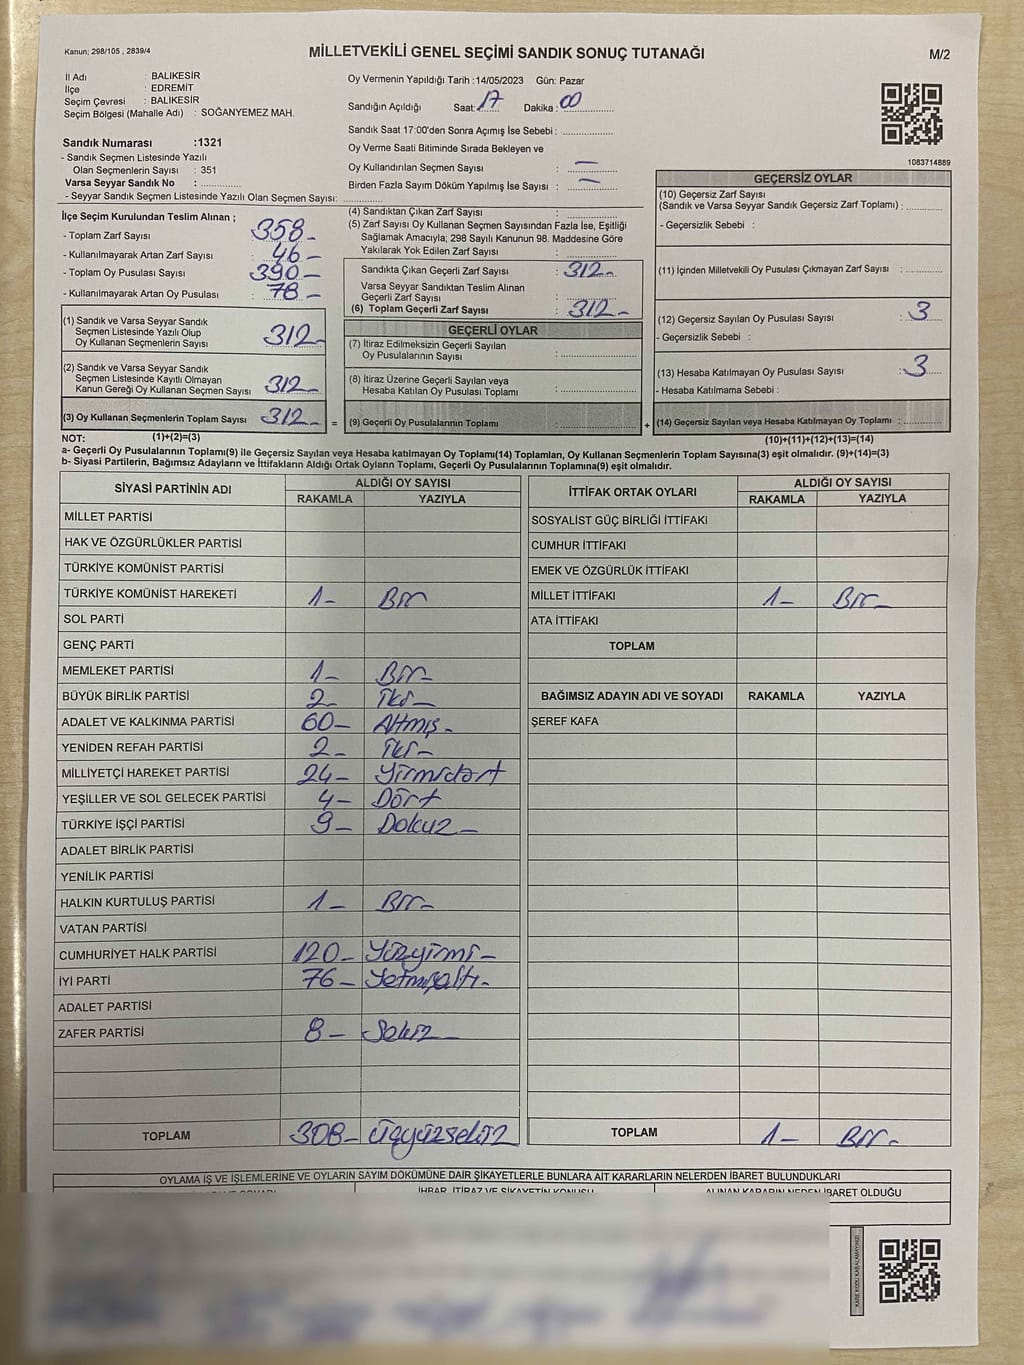 Kanun; 298/105 , 2839/4
MİLLETVEKİLİ GENEL SEÇİMİ SANDIK SONUÇ TUTANAĞI
M/2
İl Adı : BALIKESİR
İlçe : EDREMİT
Seçim Çevresi : BALIKESİR
Seçim Bölgesi (Mahalle Adı) : SOĞANYEMEZ MAH.
Oy Vermenin Yapıldığı Tarih :14/05/2023 Gün: Pazar
Sandığın Açıldığı Saat: 17 Dakika : 00
Sandık Saat 17:00'den Sonra Açımış İse Sebebi :
Oy Verme Saati Bitiminde Sırada Bekleyen ve
Oy Kullandırılan Seçmen Sayısı : —
Birden Fazla Sayım Döküm Yapılmış İse Sayısı : —
1083714889
Sandık Numarası :1321
- Sandık Seçmen Listesinde Yazılı
Olan Seçmenlerin Sayısı : 351
Varsa Seyyar Sandık No :
- Seyyar Sandık Seçmen Listesinde Yazılı Olan Seçmen Sayısı:
İlçe Seçim Kurulundan Teslim Alınan ;
- Toplam Zarf Sayısı : 358-
- Kullanılmayarak Artan Zarf Sayısı : 46-
- Toplam Oy Pusulası Sayısı : 390-
- Kullanılmayarak Artan Oy Pusulası : 78-
(1) Sandık ve Varsa Seyyar Sandık
Seçmen Listesinde Yazılı Olup
Oy Kullanan Seçmenlerin Sayısı : 312-
(2) Sandık ve Varsa Seyyar Sandık
Seçmen Listesinde Kayıtlı Olmayan
Kanun Gereği Oy Kullanan Seçmen Sayısı : 312-
(3) Oy Kullanan Seçmenlerin Toplam Sayısı : 312-
(4) Sandıktan Çıkan Zarf Sayısı :
(5) Zarf Sayısı Oy Kullanan Seçmen Sayısından Fazla İse, Eşitliği
Sağlamak Amacıyla; 298 Sayılı Kanunun 98. Maddesine Göre
Yakılarak Yok Edilen Zarf Sayısı :
Sandıkta Çıkan Geçerli Zarf Sayısı : 312-
Varsa Seyyar Sandıktan Teslim Alınan
Geçerli Zarf Sayısı :
(6) Toplam Geçerli Zarf Sayısı : 312-
GEÇERLİ OYLAR
(7) İtiraz Edilmeksizin Geçerli Sayılan
Oy Pusulalarının Sayısı :
(8) İtiraz Üzerine Geçerli Sayılan veya
Hesaba Katılan Oy Pusulası Toplamı :
= (9) Geçerli Oy Pusulalarının Toplamı :
GEÇERSİZ OYLAR
(10) Geçersiz Zarf Sayısı
(Sandık ve Varsa Seyyar Sandık Geçersiz Zarf Toplamı) :
- Geçersizlik Sebebi :
(11) İçinden Milletvekili Oy Pusulası Çıkmayan Zarf Sayısı :
(12) Geçersiz Sayılan Oy Pusulası Sayısı : 3
- Geçersizlik Sebebi :
(13) Hesaba Katılmayan Oy Pusulası Sayısı : 3
- Hesaba Katılmama Sebebi :
+ (14) Geçersiz Sayılan veya Hesaba Katılmayan Oy Toplamı :
NOT: (1)+(2)=(3)
(10)+(11)+(12)+(13)=(14)
a- Geçerli Oy Pusulalarının Toplamı(9) ile Geçersiz Sayılan veya Hesaba katılmayan Oy Toplamı(14) Toplamları, Oy Kullanan Seçmenlerin Toplam Sayısına(3) eşit olmalıdır. (9)+(14)=(3)
b- Siyasi Partilerin, Bağımsız Adayların ve İttifakların Aldığı Ortak Oyların Toplamı, Geçerli Oy Pusulalarının Toplamına(9) eşit olmalıdır.
SİYASİ PARTİNİN ADI ALDIĞI OY SAYISI
RAKAMLA YAZIYLA
MİLLET PARTİSİ
HAK VE ÖZGÜRLÜKLER PARTİSİ
TÜRKİYE KOMÜNİST PARTİSİ
TÜRKİYE KOMÜNİST HAREKETİ 1- Bir
SOL PARTİ
GENÇ PARTİ
MEMLEKET PARTİSİ 1- Bir-
BÜYÜK BİRLİK PARTİSİ 2- İki-
ADALET VE KALKINMA PARTİSİ 60- Altmış-
YENİDEN REFAH PARTİSİ 2- İki-
MİLLİYETÇİ HAREKET PARTİSİ 24- Yirmidört
YEŞİLLER VE SOL GELECEK PARTİSİ 4- Dört
TÜRKİYE İŞÇİ PARTİSİ 9- Dokuz-
ADALET BİRLİK PARTİSİ
YENİLİK PARTİSİ
HALKIN KURTULUŞ PARTİSİ 1- Bir-
VATAN PARTİSİ
CUMHURİYET HALK PARTİSİ 120- Yüzyirmi-
İYİ PARTİ 76- Yetmişaltı-
ADALET PARTİSİ
ZAFER PARTİSİ 8- Sekiz-
TOPLAM 308- Üçyüzsekiz
İTTİFAK ORTAK OYLARI ALDIĞI OY SAYISI
RAKAMLA YAZIYLA
SOSYALİST GÜÇ BİRLİĞİ İTTİFAKI
CUMHUR İTTİFAKI
EMEK VE ÖZGÜRLÜK İTTİFAKI
MİLLET İTTİFAKI 1- Bir-
ATA İTTİFAKI
TOPLAM
BAĞIMSIZ ADAYIN ADI VE SOYADI RAKAMLA YAZIYLA
ŞEREF KAFA
TOPLAM 1- Bir-
OYLAMA İŞ VE İŞLEMLERİNE VE OYLARIN SAYIM DÖKÜMÜNE DAİR ŞİKAYETLERLE BUNLARA AİT KARARLARIN NELERDEN İBARET BULUNDUKLARI
İHBAR, İTİRAZ VE ŞİKAYETİN KONUSU ALINAN KARARIN NEDEN İBARET OLDUĞU